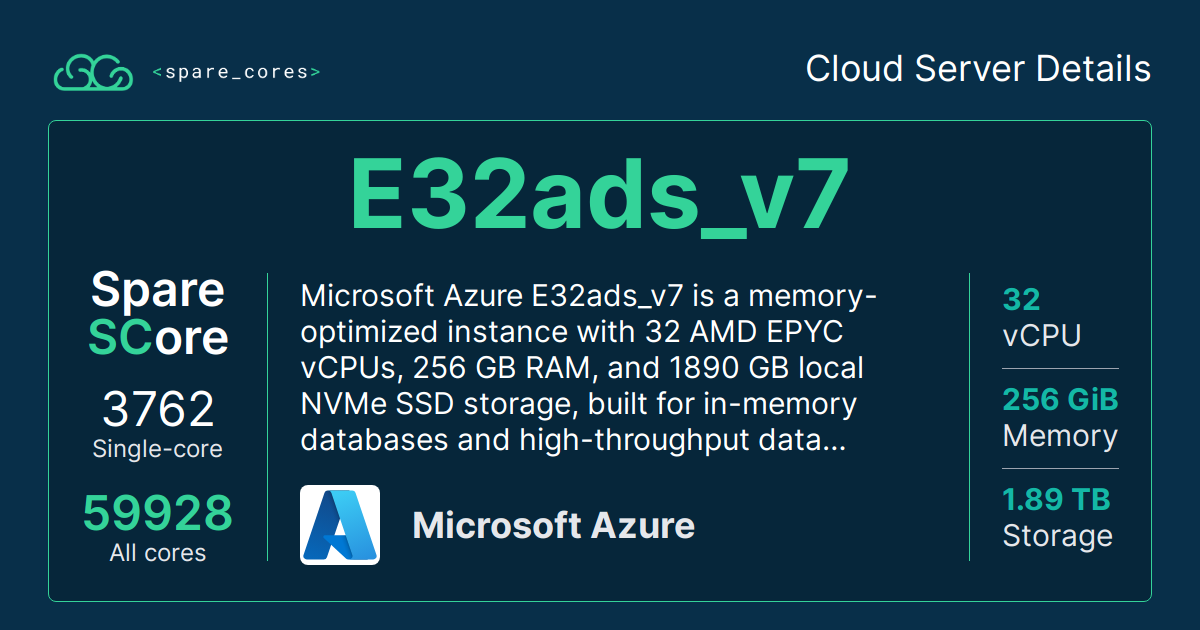 <spare_cores>
Cloud Server Details
E32ads_v7
Spare
SCore
3762
Single-core
59928
All cores
Microsoft Azure E32ads_v7 is a memory-
optimized instance with 32 AMD EPYC
vCPUs, 256 GB RAM, and 1890 GB local
NVMe SSD storage, built for in-memory
databases and high-throughput data...
Microsoft Azure
32
vCPU
256 GiB
Memory
1.89 TB
Storage